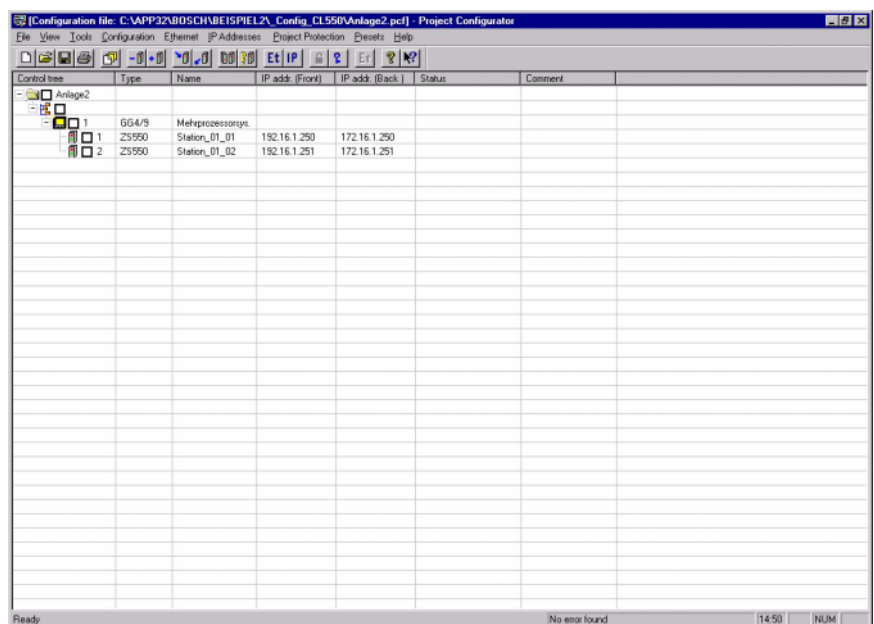 [Configuration file: C:\APP32\BOSCH\BEISPIEL2\_Config_CL550\Anlage2.pcf] - Project Configurator
File View Tools Configuration Ethernet IP Addresses Project Protection Presets Help
Et IP Er
Control tree Type Name IP addr. (Front) IP addr. (Back ) Status Comment
Anlage2
1 GG4/9 Mehrprozessorsys.
1 ZS550 Station_01_01 192.16.1.250 172.16.1.250
2 ZS550 Station_01_02 192.16.1.251 172.16.1.251
Ready No error found 14:50 NUM